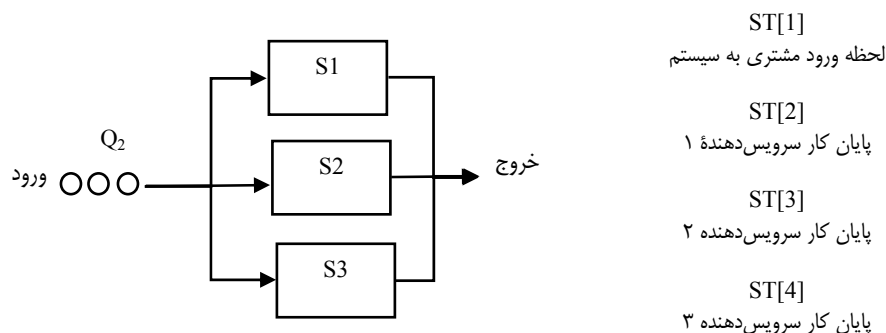 ST[1]
لحظه ورود مشتری به سیستم
ST[2]
پایان کار سرویس‌دهندۀ ۱
ST[3]
پایان کار سرویس‌دهنده ۲
ST[4]
پایان کار سرویس‌دهنده ۳
S1
Q2
S2
ورود
خروج
S3